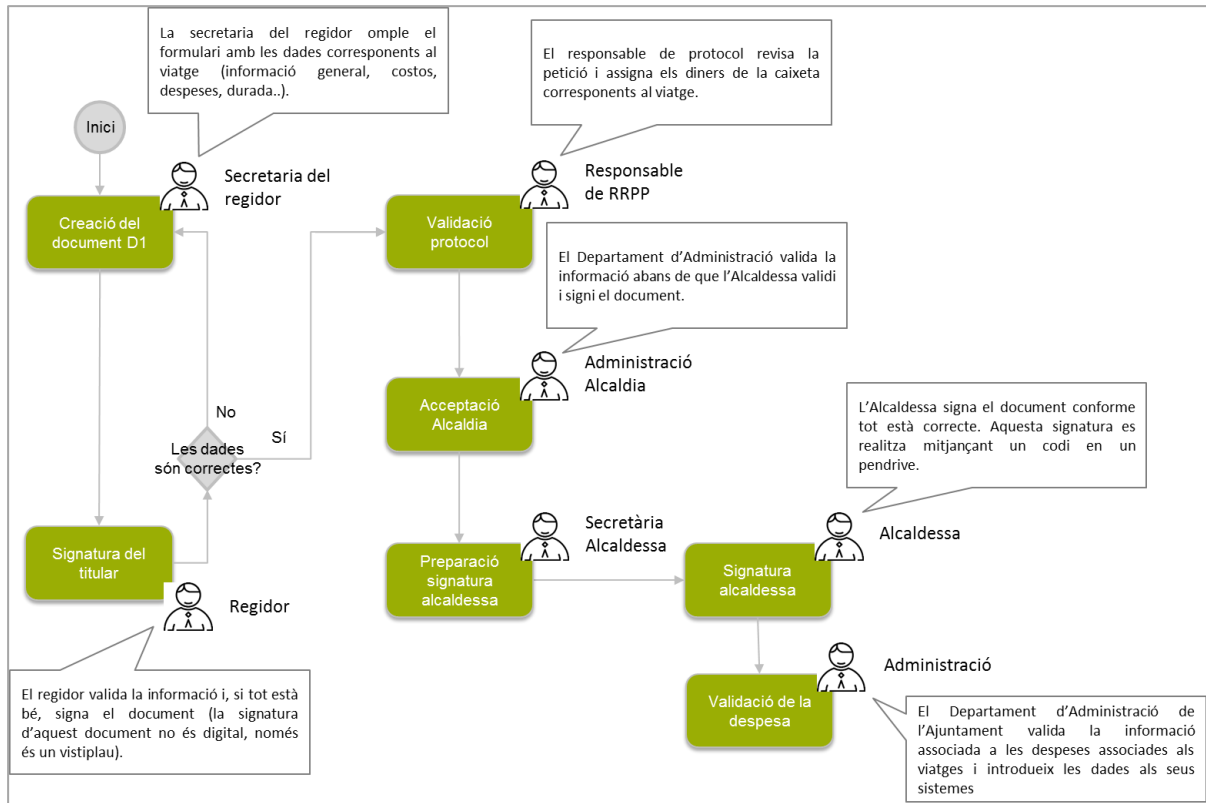 La secretaria del regidor omple el
formulari amb les dades corresponents al
viatge (informació general, costos,
despeses, durada..).
El responsable de protocol revisa la
petició i assigna els diners de la caixeta
corresponents al viatge.
Inici
Secretaria del
regidor
Responsable
de RRPP
Creació del
document D1
Validació
protocol
El Departament d’Administració valida la
informació abans de que l’Alcaldessa validi
i signi el document.
Administració
Alcaldia
Acceptació
Alcaldia
No
Sí
Les dades
són correctes?
L’Alcaldessa signa el document conforme
tot està correcte. Aquesta signatura es
realitza mitjançant un codi en un
pendrive.
Signatura del
titular
Regidor
Secretària
Alcaldessa
Preparació
signatura
alcaldessa
Alcaldessa
Signatura
alcaldessa
Administració
Validació de la
despesa
El regidor valida la informació i, si tot està
bé, signa el document (la signatura
d’aquest document no és digital, només
és un vistiplau).
El Departament d’Administració de
l’Ajuntament valida la informació
associada a les despeses associades als
viatges i introdueix les dades als seus
sistemes